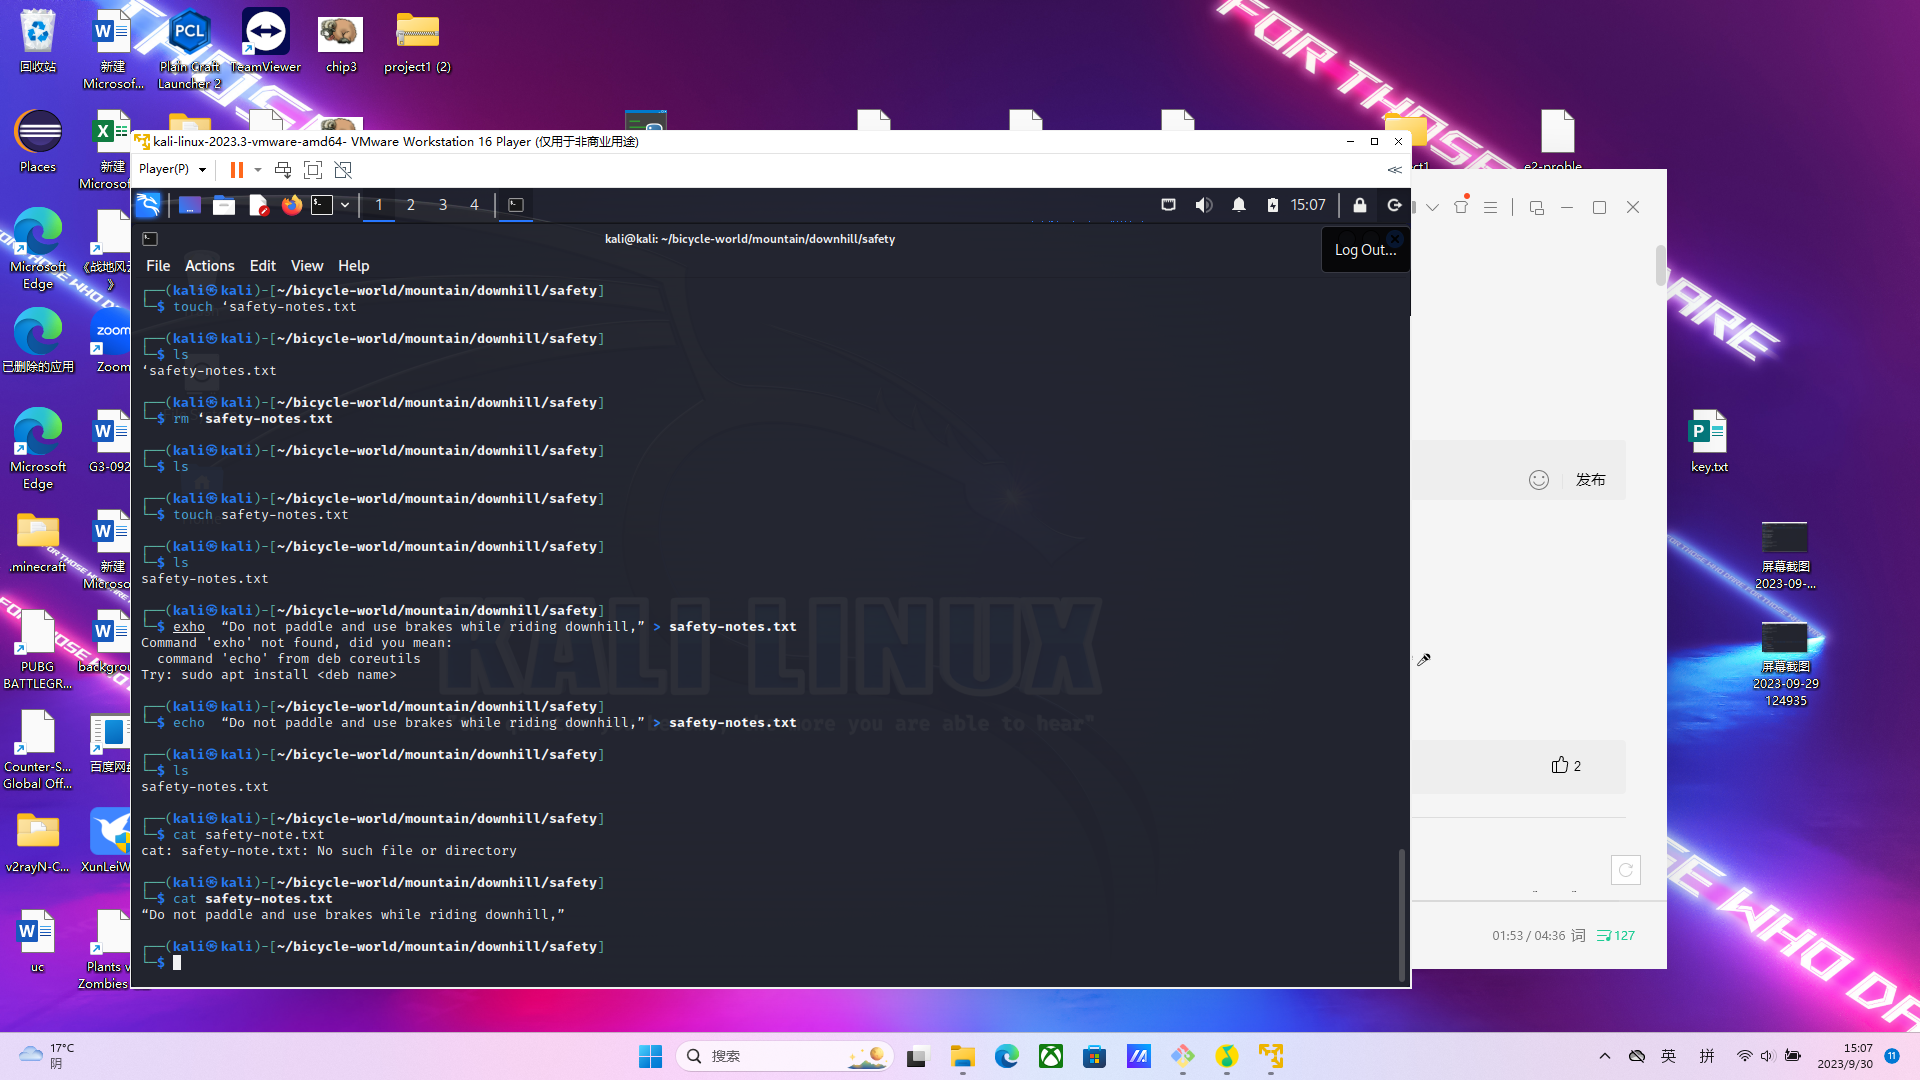 回收站
新建
Microsof...
Plain Craft
Launcher 2
TeamViewer
chip3
project1 (2)
Places
新建
Microsof
Microsoft
Edge
《战地风云
》
已删除的应用
Zoom
Microsoft
Edge
G3-092
.minecraft
新建
Microso
PUBG
BATTLEGR...
backgrou
Counter-S...
Global Off...
百度网盘
v2rayN-C...
XunLeiW
uc
Plants v
Zombies
ct1
e2-proble
key.txt
屏幕截图
2023-09-...
屏幕截图
2023-09-29
124935
kali-linux-2023.3-vmware-amd64- VMware Workstation 16 Player (仅用于非商业用途)
Player(P)
1 2 3 4
15:07
kali@kali: ~/bicycle-world/mountain/downhill/safety
Log Out...
File Actions Edit View Help
┌──(kali㉿kali)-[~/bicycle-world/mountain/downhill/safety]
└─$ touch ‘safety-notes.txt
┌──(kali㉿kali)-[~/bicycle-world/mountain/downhill/safety]
└─$ ls
‘safety-notes.txt
┌──(kali㉿kali)-[~/bicycle-world/mountain/downhill/safety]
└─$ rm ‘safety-notes.txt
┌──(kali㉿kali)-[~/bicycle-world/mountain/downhill/safety]
└─$ ls
┌──(kali㉿kali)-[~/bicycle-world/mountain/downhill/safety]
└─$ touch safety-notes.txt
┌──(kali㉿kali)-[~/bicycle-world/mountain/downhill/safety]
└─$ ls
safety-notes.txt
┌──(kali㉿kali)-[~/bicycle-world/mountain/downhill/safety]
└─$ exho  “Do not paddle and use brakes while riding downhill,” > safety-notes.txt
Command 'exho' not found, did you mean:
  command 'echo' from deb coreutils
Try: sudo apt install <deb name>
┌──(kali㉿kali)-[~/bicycle-world/mountain/downhill/safety]
└─$ echo  “Do not paddle and use brakes while riding downhill,” > safety-notes.txt
┌──(kali㉿kali)-[~/bicycle-world/mountain/downhill/safety]
└─$ ls
safety-notes.txt
┌──(kali㉿kali)-[~/bicycle-world/mountain/downhill/safety]
└─$ cat safety-note.txt
cat: safety-note.txt: No such file or directory
┌──(kali㉿kali)-[~/bicycle-world/mountain/downhill/safety]
└─$ cat safety-notes.txt
“Do not paddle and use brakes while riding downhill,”
┌──(kali㉿kali)-[~/bicycle-world/mountain/downhill/safety]
└─$
KALI LINUX
发布
2
01:53 / 04:36 词 127
17°C
阴
搜索
英
拼
15:07
2023/9/30
11